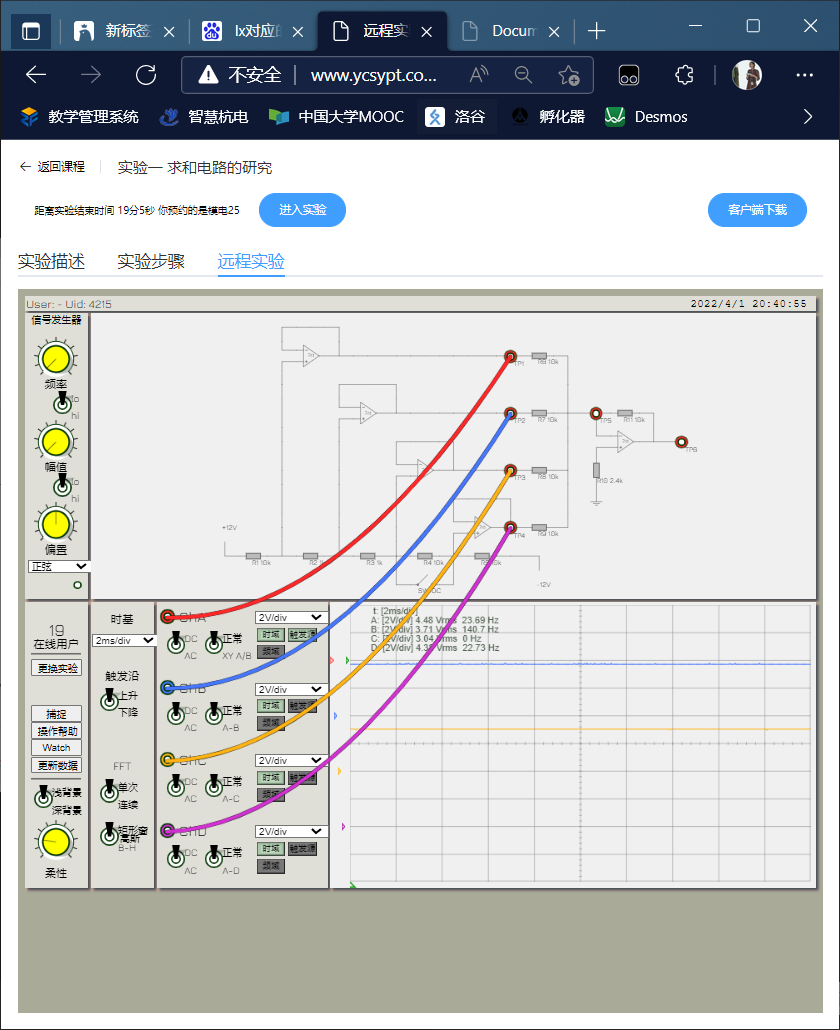 新标签
lx对应的
远程实
Docum
不安全
www.ycsypt.co...
教学管理系统
智慧杭电
中国大学MOOC
洛谷
孵化器
Desmos
返回课程
实验一 求和电路的研究
距离实验结束时间 19分5秒 你预约的是模电25
进入实验
客户端下载
实验描述
实验步骤
远程实验
User: - Uid: 4215
2022/4/1 20:40:55
信号发生器
频率
lo
hi
幅值
lo
hi
偏置
正弦
TP1
R6 10k
TP2
R7 10k
TP5
R11 10k
TP6
TP3
R8 10k
R10 2.4k
TP4
R9 10k
+12V
R1 10k
R3 1k
R4 10k
-12V
19
在线用户
更换实验
捕捉
操作帮助
Watch
更新数据
浅背景
深背景
柔性
时基
2ms/div
触发沿
上升
下降
FFT
单次
连续
矩形窗
高斯
B-H
ChA
2V/div
DC
AC
正常
XY A/B
时域
触发源
频域
ChB
2V/div
DC
AC
正常
A-B
时域
触发源
频域
ChC
2V/div
DC
AC
正常
A-C
时域
触发源
频域
ChD
2V/div
DC
AC
正常
A-D
时域
触发源
频域
t: [2ms/div]
A: [2V/div] 4.48 Vrms 23.69 Hz
B: [2V/div] 3.71 Vrms 140.7 Hz
C: [2V/div] 3.04 Vrms 0 Hz
22.73 Hz